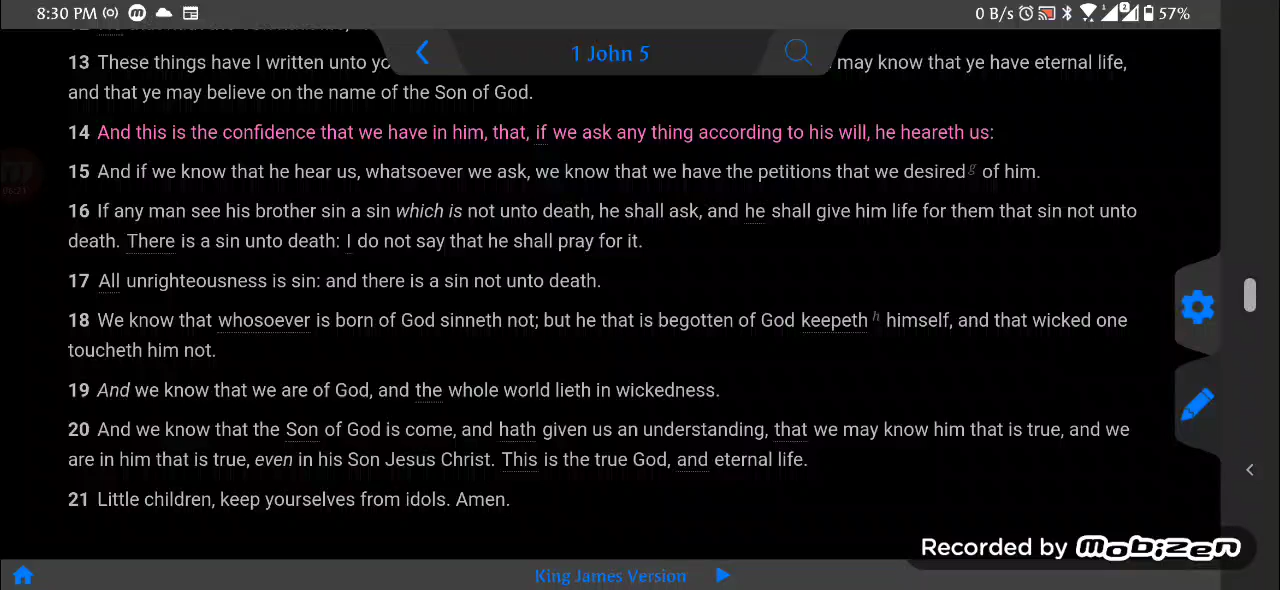 8:30 PM
0 B/s 57%
1 John 5
13 These things have I written unto yo may know that ye have eternal life,
and that ye may believe on the name of the Son of God.
14 And this is the confidence that we have in him, that, if we ask any thing according to his will, he heareth us:
15 And if we know that he hear us, whatsoever we ask, we know that we have the petitions that we desired g of him.
16 If any man see his brother sin a sin which is not unto death, he shall ask, and he shall give him life for them that sin not unto
death. There is a sin unto death: I do not say that he shall pray for it.
17 All unrighteousness is sin: and there is a sin not unto death.
18 We know that whosoever is born of God sinneth not; but he that is begotten of God keepeth h himself, and that wicked one
toucheth him not.
19 And we know that we are of God, and the whole world lieth in wickedness.
20 And we know that the Son of God is come, and hath given us an understanding, that we may know him that is true, and we
are in him that is true, even in his Son Jesus Christ. This is the true God, and eternal life.
21 Little children, keep yourselves from idols. Amen.
Recorded by mobizen
King James Version